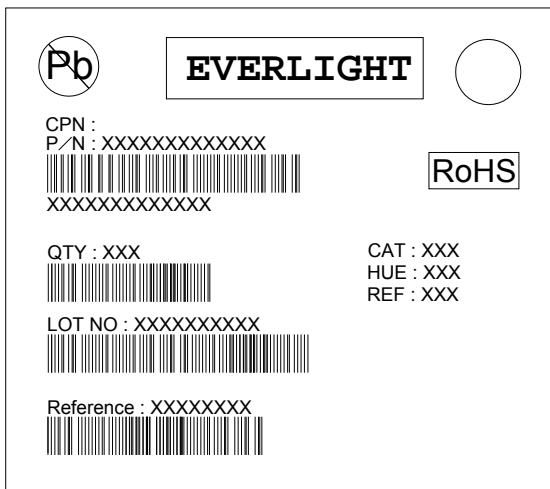 Pb
EVERLIGHT
CPN :
P/N : XXXXXXXXXXXXX
RoHS
XXXXXXXXXXXXX
QTY : XXX
CAT : XXX
HUE : XXX
REF : XXX
LOT NO : XXXXXXXXXX
Reference : XXXXXXXX